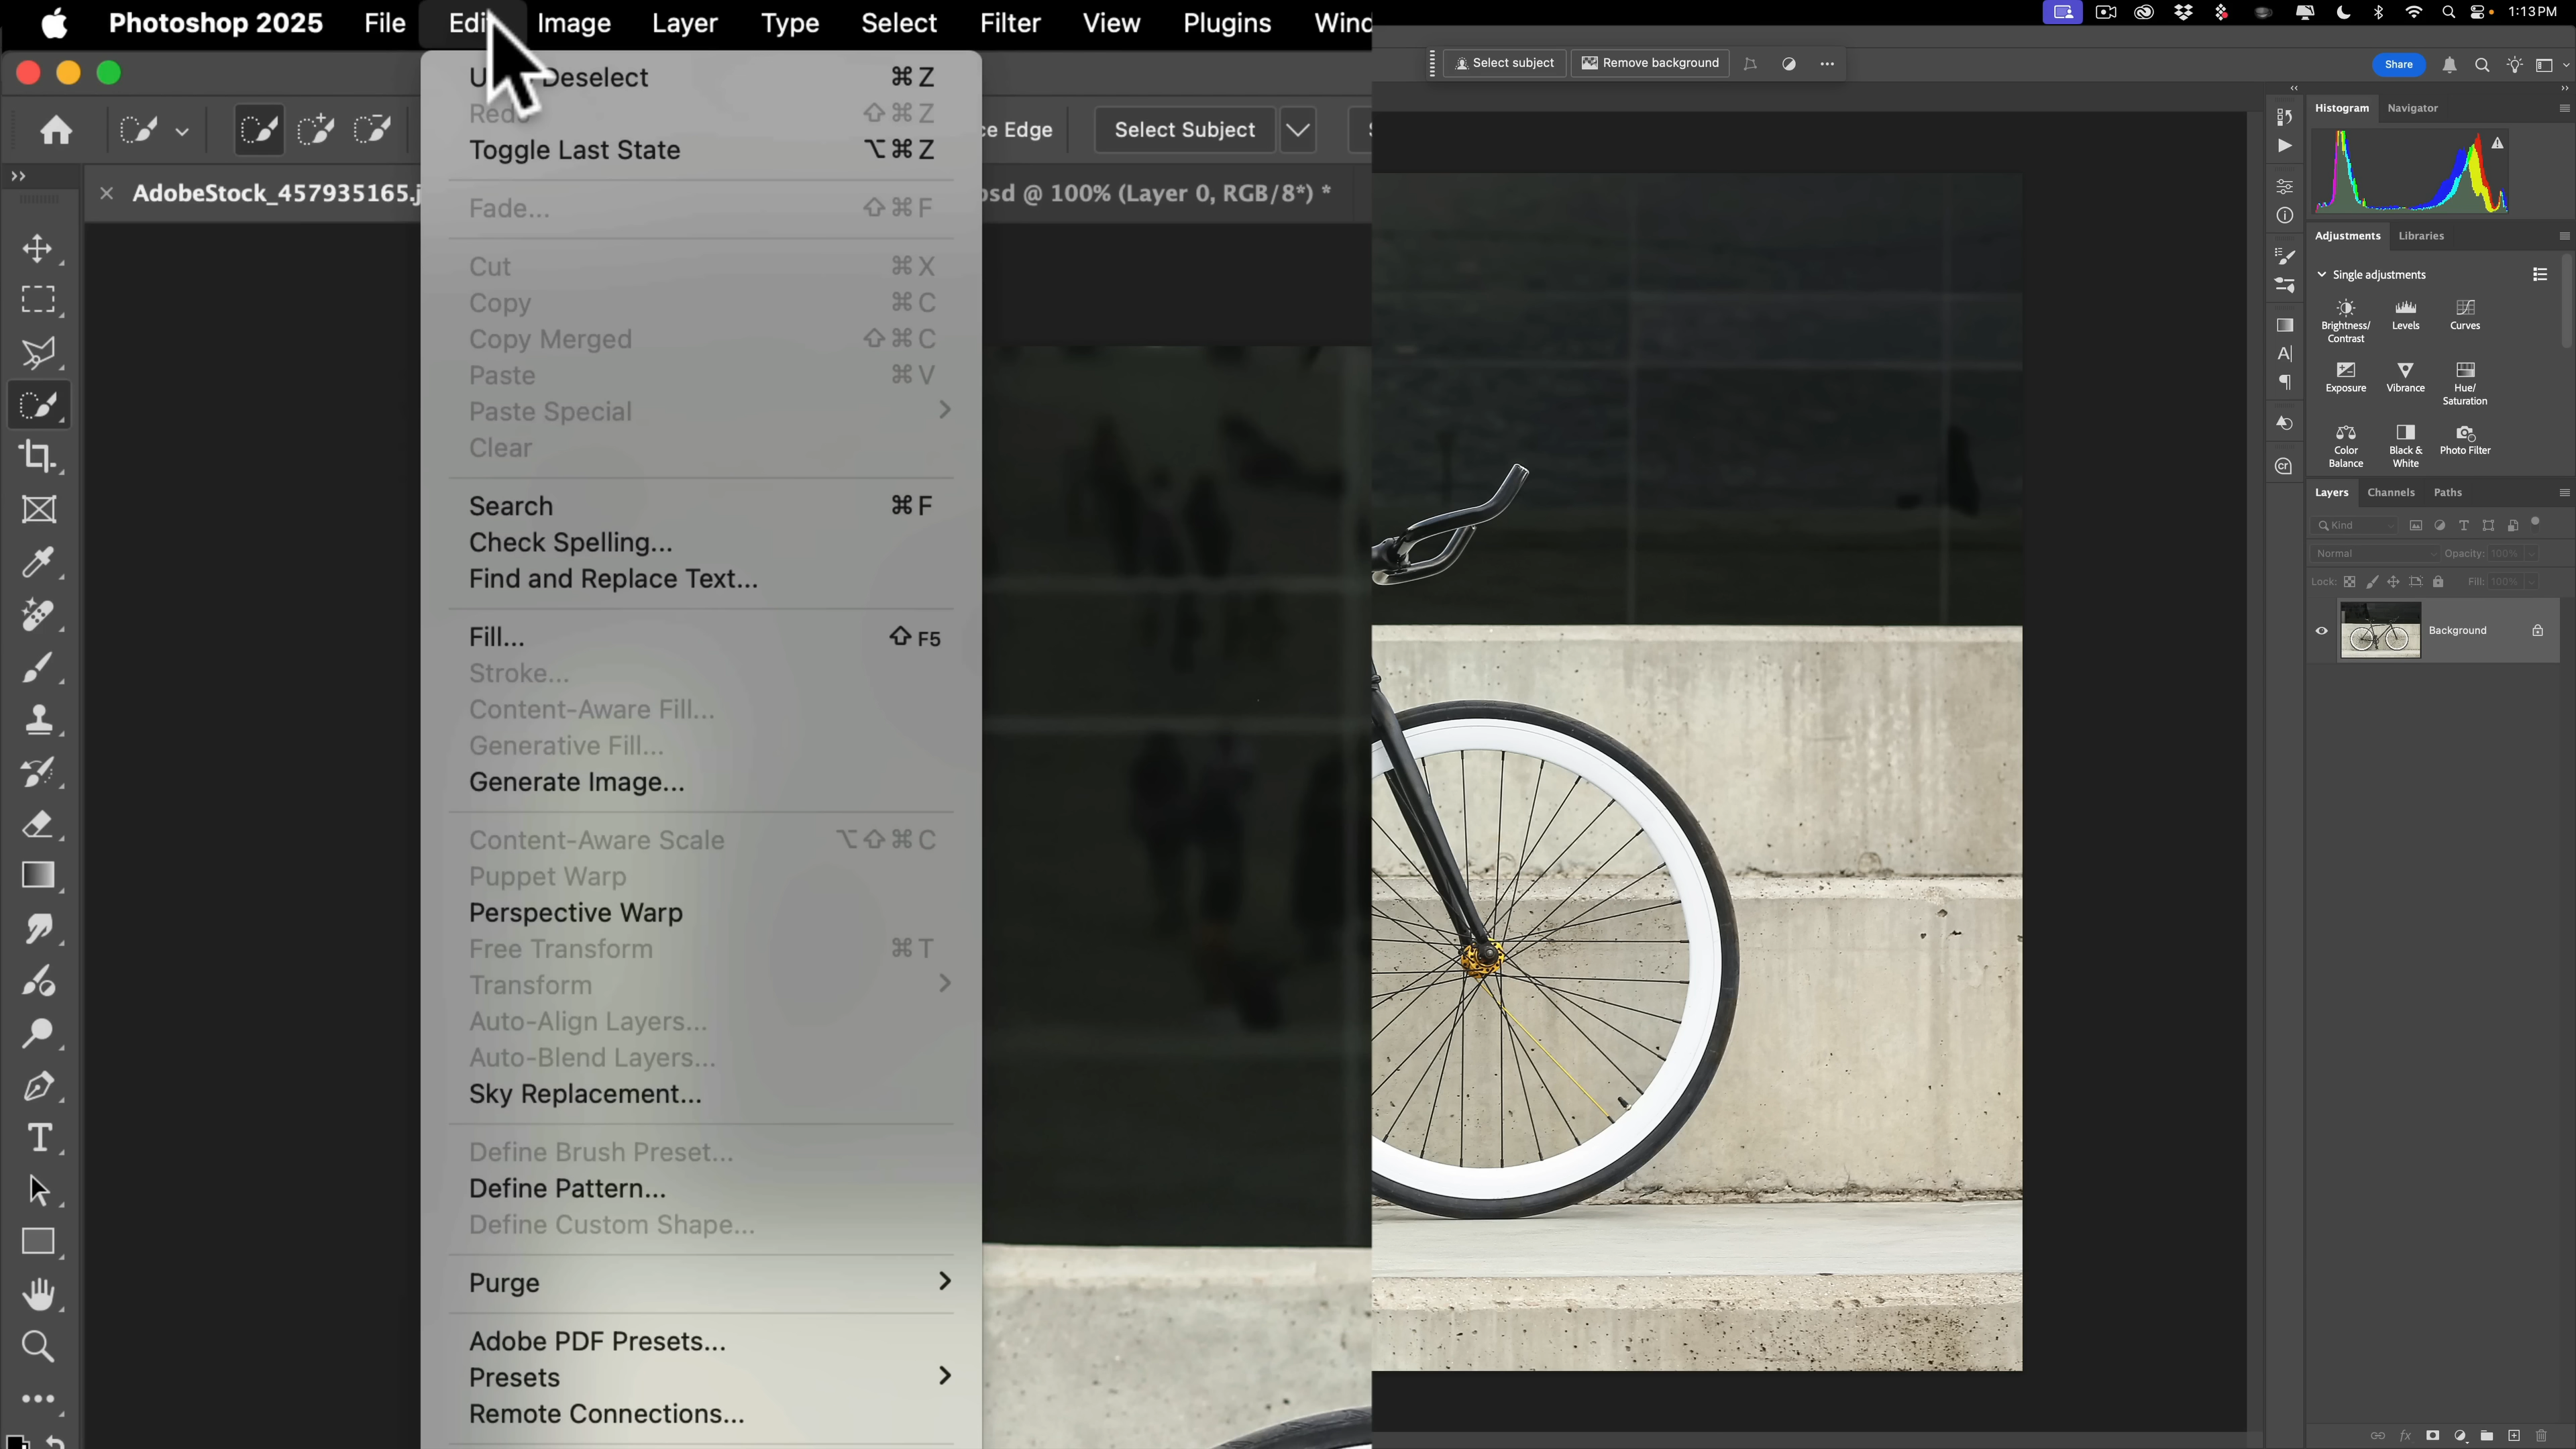 Photoshop 2025 File Edit Image Layer Type Select Filter View Plugins
1:13 PM
Deselect ⌘Z
Redo ⇧⌘Z
Toggle Last State ⌥⌘Z
Fade... ⇧⌘F
Cut ⌘X
Copy ⌘C
Copy Merged ⇧⌘C
Paste ⌘V
Paste Special
Clear
Search ⌘F
Check Spelling...
Find and Replace Text...
Fill... ⇧F5
Stroke...
Content-Aware Fill...
Generative Fill...
Generate Image...
Content-Aware Scale ⌥⇧⌘C
Puppet Warp
Perspective Warp
Free Transform ⌘T
Transform
Auto-Align Layers...
Auto-Blend Layers...
Sky Replacement...
Define Brush Preset...
Define Pattern...
Define Custom Shape...
Purge
Adobe PDF Presets...
Presets
Remote Connections...
Edge
Select Subject
AdobeStock_457935165.j
psd @ 100% (Layer 0, RGB/8*) *
Select subject
Remove background
Share
Histogram Navigator
Adjustments Libraries
Single adjustments
Brightness/
Contrast
Levels
Curves
Exposure
Vibrance
Hue/
Saturation
Color
Balance
Black &
White
Photo Filter
Layers Channels Paths
Kind
Normal Opacity: 100%
Lock: Fill: 100%
Background